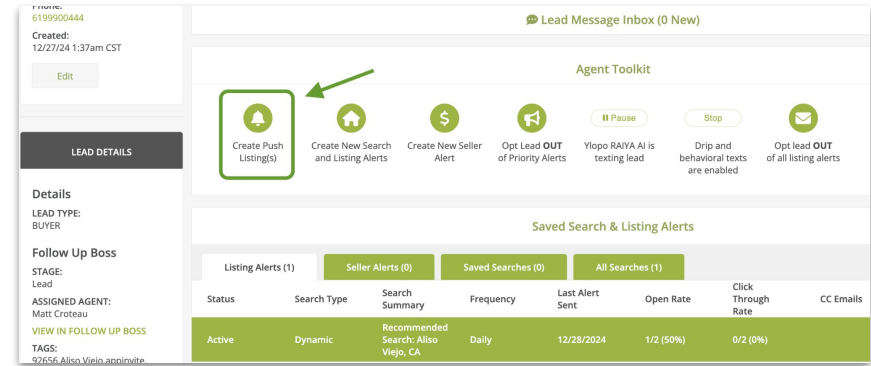 Phone:
6199900444
Created:
12/27/24 1:37am CST
Edit
LEAD DETAILS
Details
LEAD TYPE:
BUYER
Follow Up Boss
STAGE:
Lead
ASSIGNED AGENT:
Matt Croteau
VIEW IN FOLLOW UP BOSS
TAGS:
92656,Aliso Viejo,appinvite,
Lead Message Inbox (0 New)
Agent Toolkit
Create Push
Listing(s)
Create New Search
and Listing Alerts
$
Create New Seller
Alert
Opt Lead OUT
of Priority Alerts
Pause
Ylopo RAIYA AI is
texting lead
Stop
Drip and
behavioral texts
are enabled
Opt lead OUT
of all listing alerts
Saved Search & Listing Alerts
Listing Alerts (1)
Seller Alerts (0)
Saved Searches (0)
All Searches (1)
Status
Search Type
Search
Summary
Frequency
Last Alert
Sent
Open Rate
Click
Through
Rate
CC Emails
Active
Dynamic
Recommended
Search: Aliso
Viejo, CA
Daily
12/28/2024
1/2 (50%)
0/2 (0%)